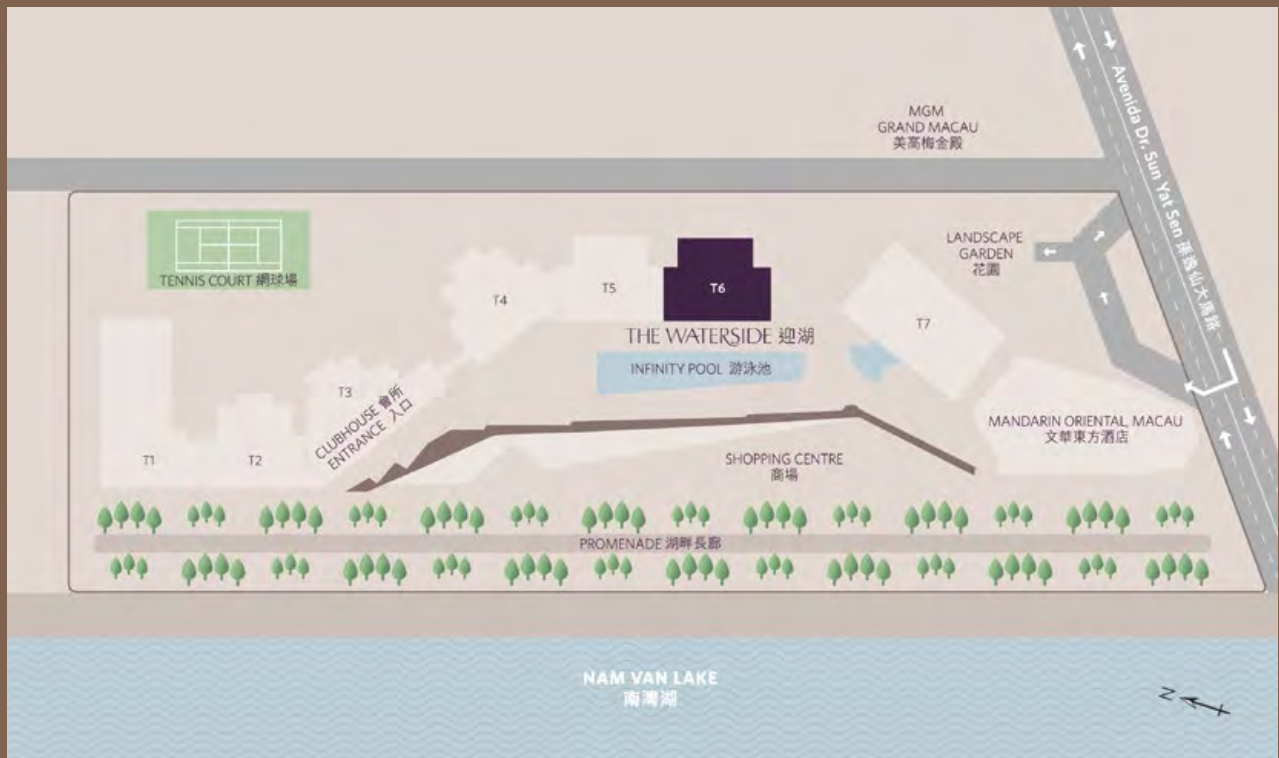 MGM
GRAND MACAU
美高梅金殿
Avenida Dr. Sun Yat Sen 孫逸仙大馬路
LANDSCAPE
GARDEN
花園
TENNIS COURT 網球場
T4
T5
T6
T7
THE WATERSIDE 迎湖
INFINITY POOL 游泳池
T3
CLUBHOUSE 會所
ENTRANCE 入口
MANDARIN ORIENTAL, MACAU
文華東方酒店
T1
T2
SHOPPING CENTRE
商場
PROMENADE 湖畔長廊
NAM VAN LAKE
南灣湖
N